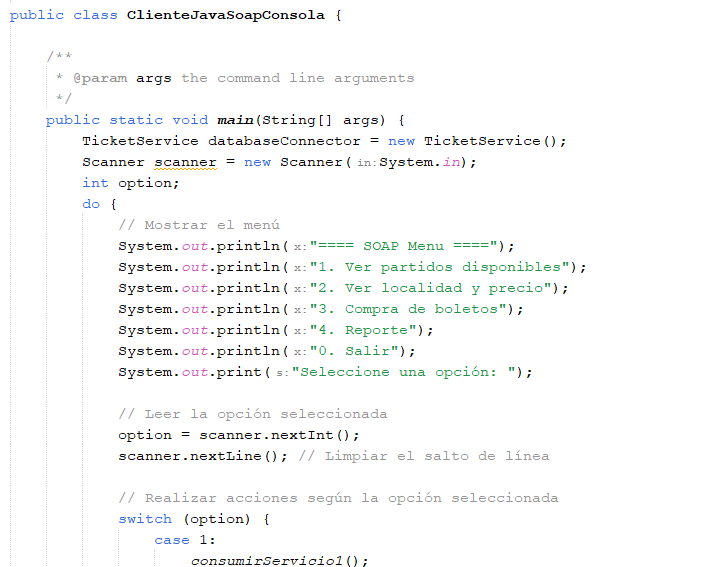 public class ClienteJavaSoapConsola {
/**
* @param args the command line arguments
*/
public static void main(String[] args) {
TicketService databaseConnector = new TicketService();
Scanner scanner = new Scanner( in: System.in);
int option;
do {
// Mostrar el menú
System.out.println( x: "==== SOAP Menu ====");
System.out.println( x: "1. Ver partidos disponibles");
System.out.println( x: "2. Ver localidad y precio");
System.out.println( x: "3. Compra de boletos");
System.out.println( x: "4. Reporte");
System.out.println( x: "0. Salir");
System.out.print( s: "Seleccione una opción: ");
// Leer la opción seleccionada
option = scanner.nextInt();
scanner.nextLine(); // Limpiar el salto de línea
// Realizar acciones según la opción seleccionada
switch (option) {
case 1:
consumirServicio1();